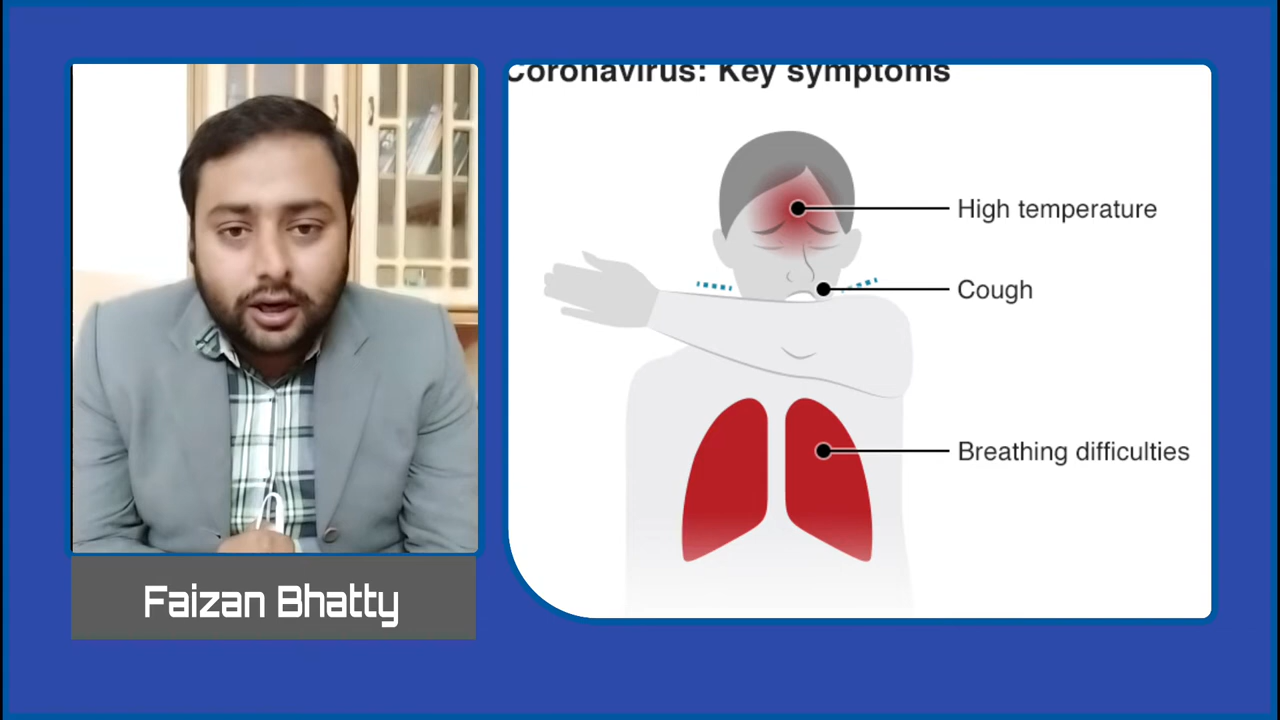 Coronavirus: Key symptoms
High temperature
Cough
Breathing difficulties
Faizan Bhatty